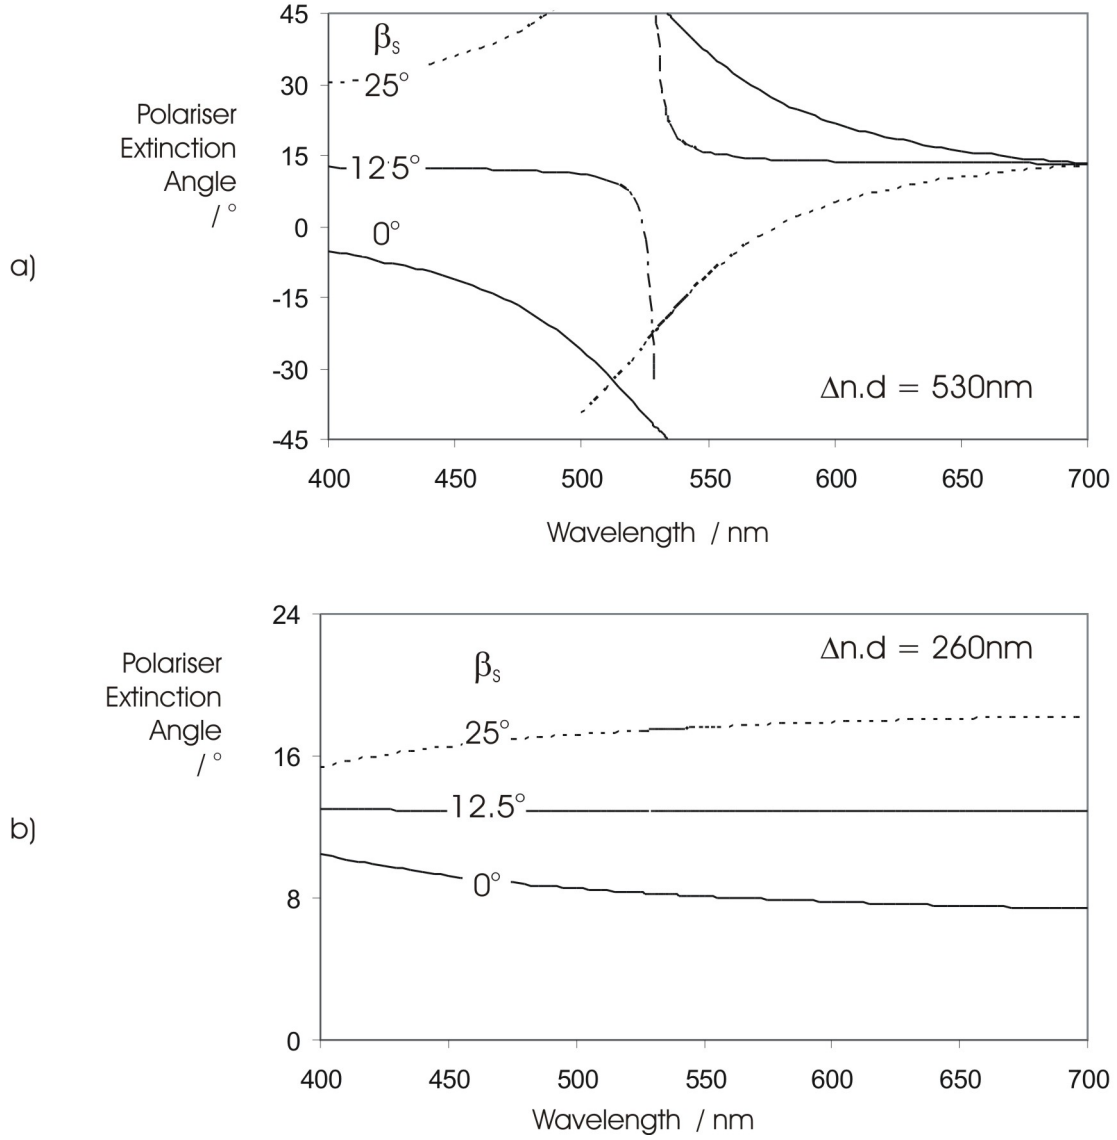 a)
Polariser
Extinction
Angle
/ °
45
30
15
0
-15
-30
-45
βS
25°
12.5°
0°
Δn.d = 530nm
400 450 500 550 600 650 700
Wavelength / nm
b)
Polariser
Extinction
Angle
/ °
24
16
8
0
βS
25°
12.5°
0°
Δn.d = 260nm
400 450 500 550 600 650 700
Wavelength / nm